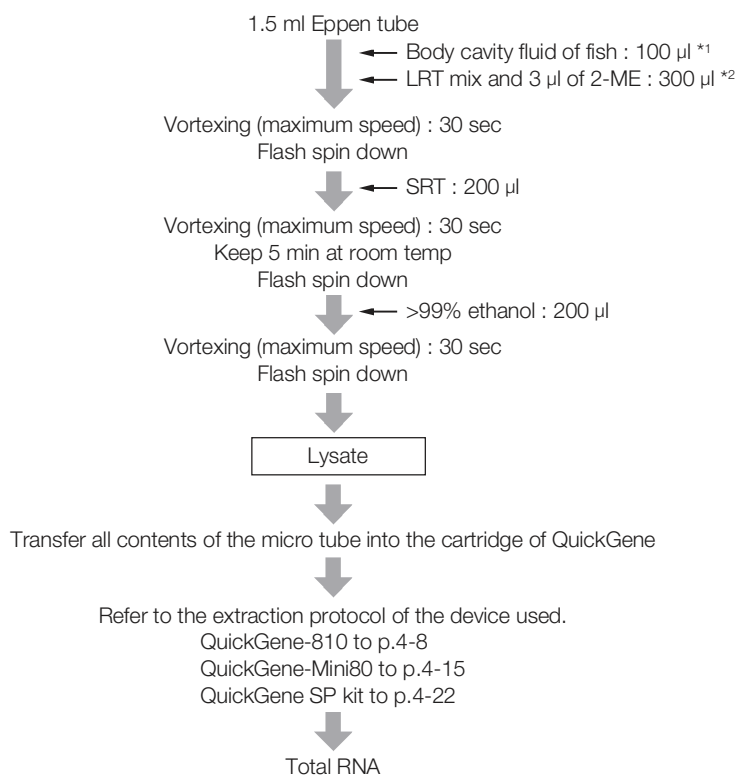 1.5 ml Eppen tube
Body cavity fluid of fish : 100 µl *1
LRT mix and 3 µl of 2-ME : 300 µl *2
Vortexing (maximum speed) : 30 sec
Flash spin down
SRT : 200 µl
Vortexing (maximum speed) : 30 sec
Keep 5 min at room temp
Flash spin down
>99% ethanol : 200 µl
Vortexing (maximum speed) : 30 sec
Flash spin down
Lysate
Transfer all contents of the micro tube into the cartridge of QuickGene
Refer to the extraction protocol of the device used.
QuickGene-810 to p.4-8
QuickGene-Mini80 to p.4-15
QuickGene SP kit to p.4-22
Total RNA